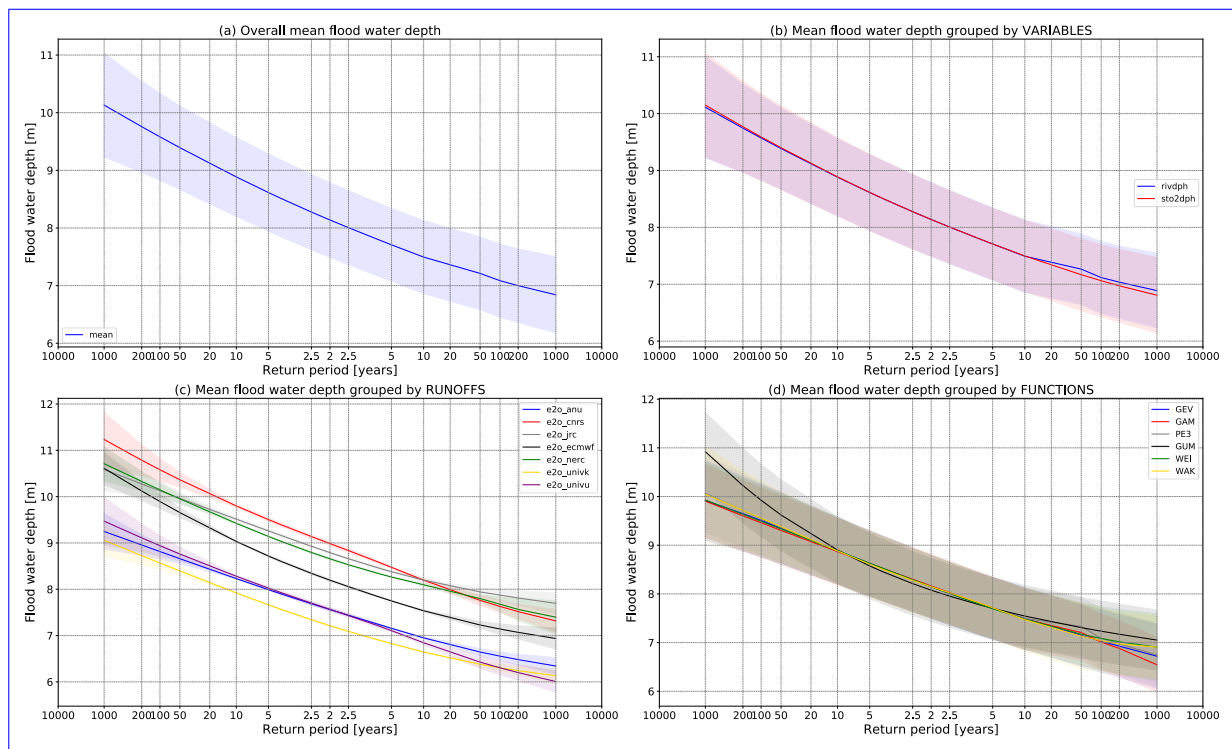 (a) Overall mean flood water depth
Flood water depth [m]
11
10
9
8
7
6
mean
10000 1000 200 100 50 20 10 5 2.5 2 2.5 5 10 20 50 100 200 1000 10000
Return period [years]
(b) Mean flood water depth grouped by VARIABLES
Flood water depth [m]
11
10
9
8
7
6
rivdph
sto2dph
10000 1000 200 100 50 20 10 5 2.5 2 2.5 5 10 20 50 100 200 1000 10000
Return period [years]
(c) Mean flood water depth grouped by RUNOFFS
Flood water depth [m]
12
11
10
9
8
7
6
e2o_anu
e2o_cnrs
e2o_jrc
e2o_ecmwf
e2o_nerc
e2o_univk
e2o_univu
10000 1000 200 100 50 20 10 5 2.5 2 2.5 5 10 20 50 100 200 1000 10000
Return period [years]
(d) Mean flood water depth grouped by FUNCTIONS
Flood water depth [m]
12
11
10
9
8
7
6
GEV
GAM
PE3
GUM
WEI
WAK
10000 1000 200 100 50 20 10 5 2.5 2 2.5 5 10 20 50 100 200 1000 10000
Return period [years]